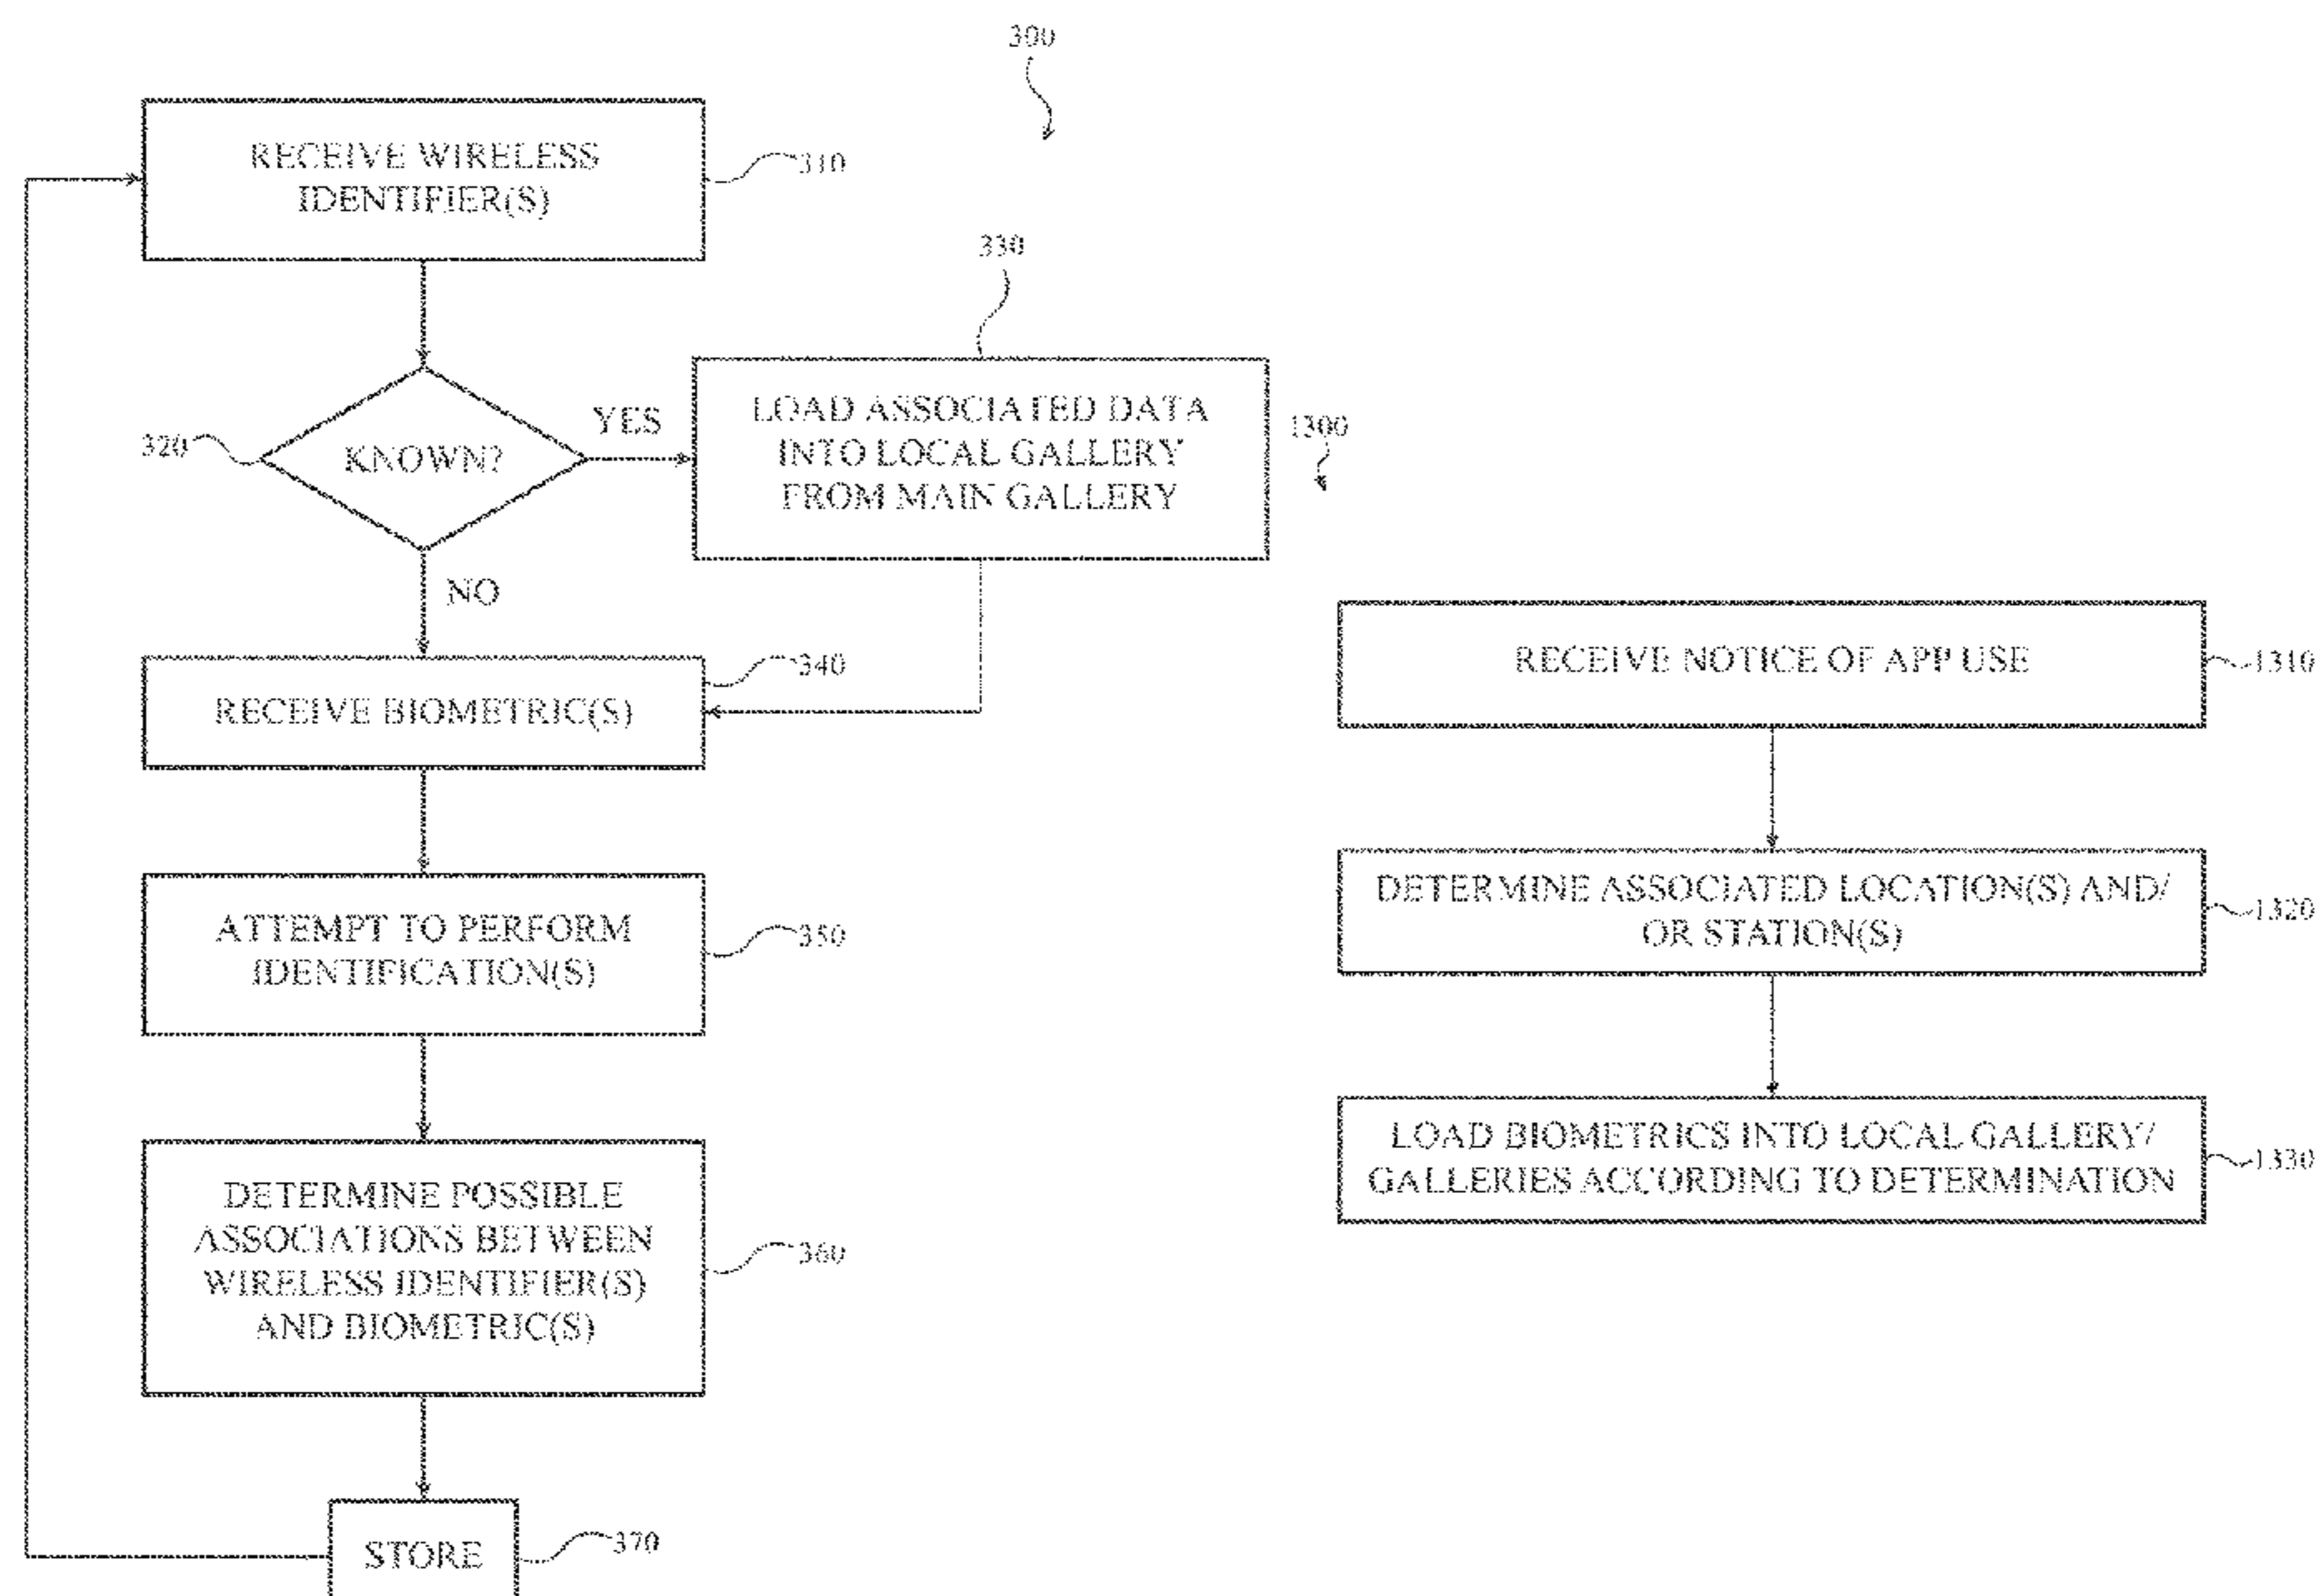 300
RECEIVE WIRELESS
IDENTIFIER(S)
310
320
KNOWN?
YES
NO
330
LOAD ASSOCIATED DATA
INTO LOCAL GALLERY
FROM MAIN GALLERY
RECEIVE BIOMETRIC(S)
340
ATTEMPT TO PERFORM
IDENTIFICATION(S)
350
DETERMINE POSSIBLE
ASSOCIATIONS BETWEEN
WIRELESS IDENTIFIER(S)
AND BIOMETRIC(S)
360
STORE
370
1300
RECEIVE NOTICE OF APP USE
1310
DETERMINE ASSOCIATED LOCATION(S) AND/
OR STATION(S)
1320
LOAD BIOMETRICS INTO LOCAL GALLERY/
GALLERIES ACCORDING TO DETERMINATION
1330